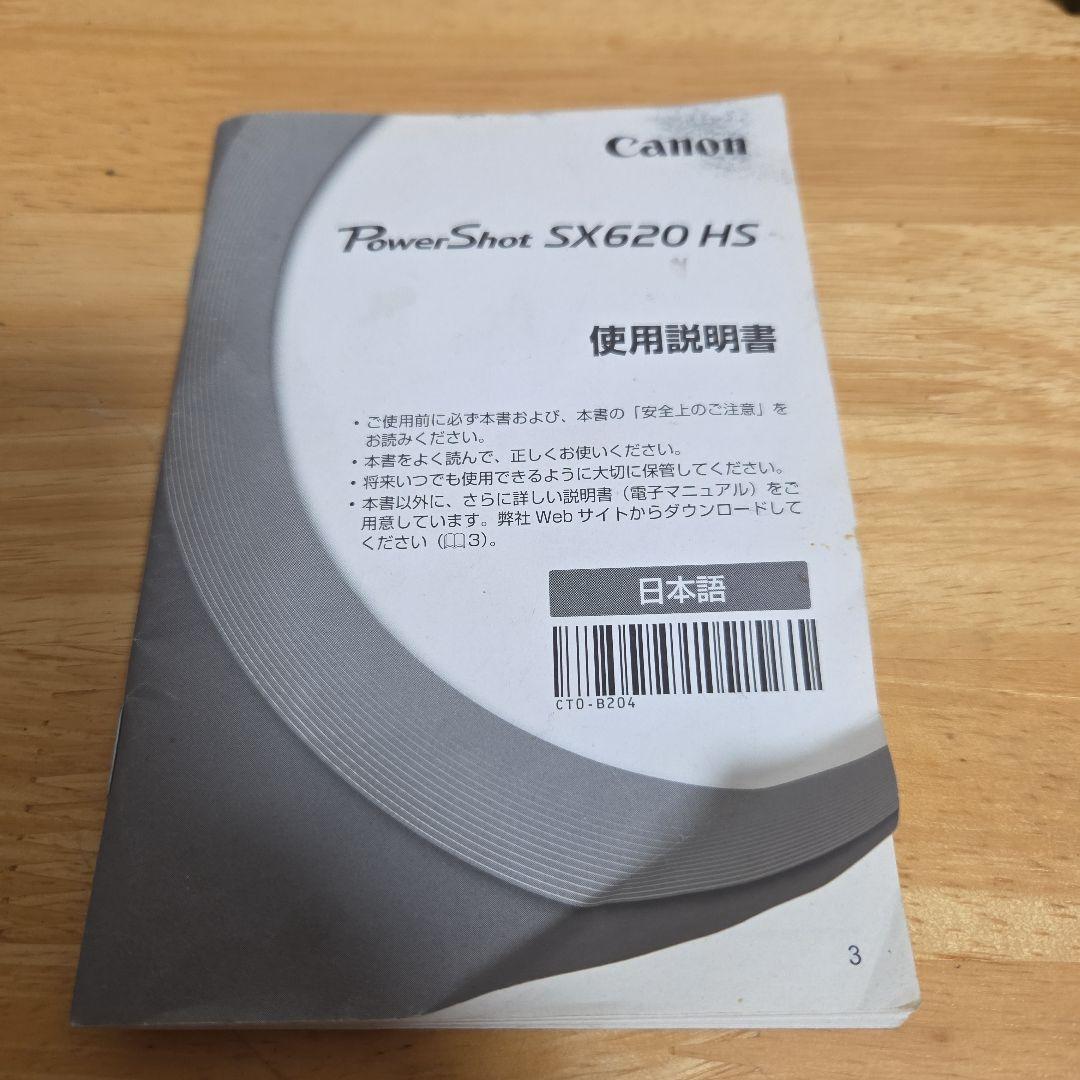 Canon
PowerShot SX620 HS
使用説明書
・ご使用前に必ず本書および、本書の「安全上のご注意」を
お読みください。
・本書をよく読んで、正しくお使いください。
・将来いつでも使用できるように大切に保管してください。
・本書以外に、さらに詳しい説明書（電子マニュアル）をご
用意しています。弊社 Web サイトからダウンロードして
ください（📖3）。
日本語
CT0-B204
3